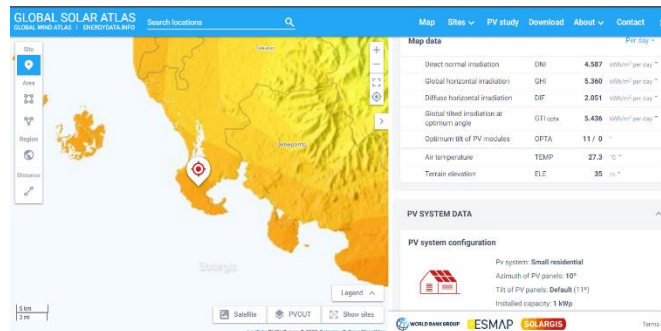 GLOBAL SOLAR ATLAS
GLOBAL WIND ATLAS | ENERGYDATA.INFO
Search locations
Map Sites PV study Download About Contact
Site
Area
Region
Distance
Jeneponto
Solargis
5 km
3 mi
Legend
Satellite PVOUT Show sites
Map data Per day
Direct normal irradiation DNI 4.587 kWh/m² per day
Global horizontal irradiation GHI 5.360 kWh/m² per day
Diffuse horizontal irradiation DIF 2.051 kWh/m² per day
Global tilted irradiation at
optimum angle GTI opta 5.436 kWh/m² per day
Optimum tilt of PV modules OPTA 11 / 0 °
Air temperature TEMP 27.3 °C
Terrain elevation ELE 35 m
PV SYSTEM DATA
PV system configuration
Pv system: Small residential
Azimuth of PV panels: 10°
Tilt of PV panels: Default (11°)
Installed capacity: 1 kWp
WORLD BANK GROUP ESMAP SOLARGIS Terms